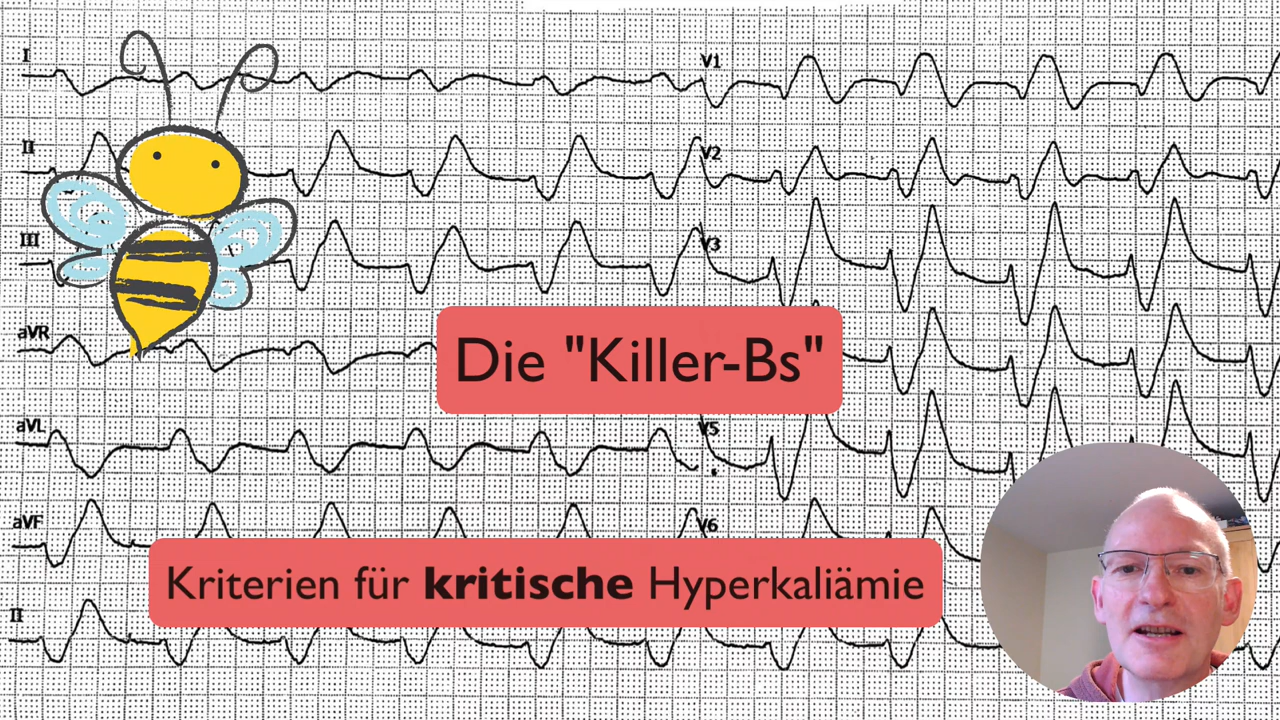 I
V1
II
V2
III
V3
Die "Killer-Bs"
aVR
aVL
V5
aVF
V6
Kriterien für kritische Hyperkaliämie
II